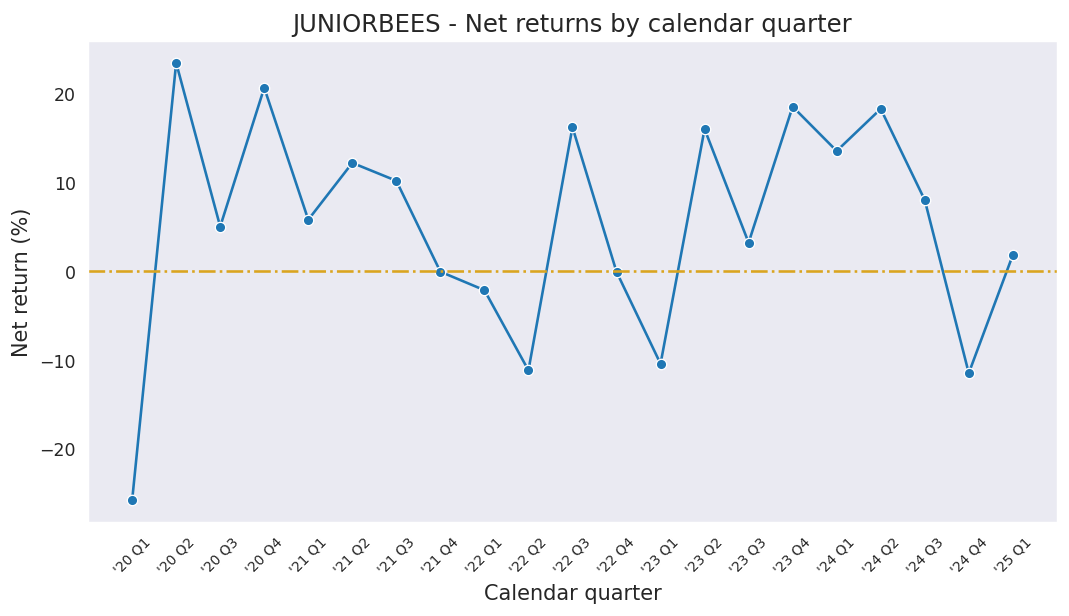 JUNIORBEES - Net returns by calendar quarter
Net return (%)
20
10
0
−10
−20
'20 Q1
'20 Q2
'20 Q3
'20 Q4
'21 Q1
'21 Q2
'21 Q3
'21 Q4
'22 Q1
'22 Q2
'22 Q3
'22 Q4
'23 Q1
'23 Q2
'23 Q3
'23 Q4
'24 Q1
'24 Q2
'24 Q3
'24 Q4
'25 Q1
Calendar quarter